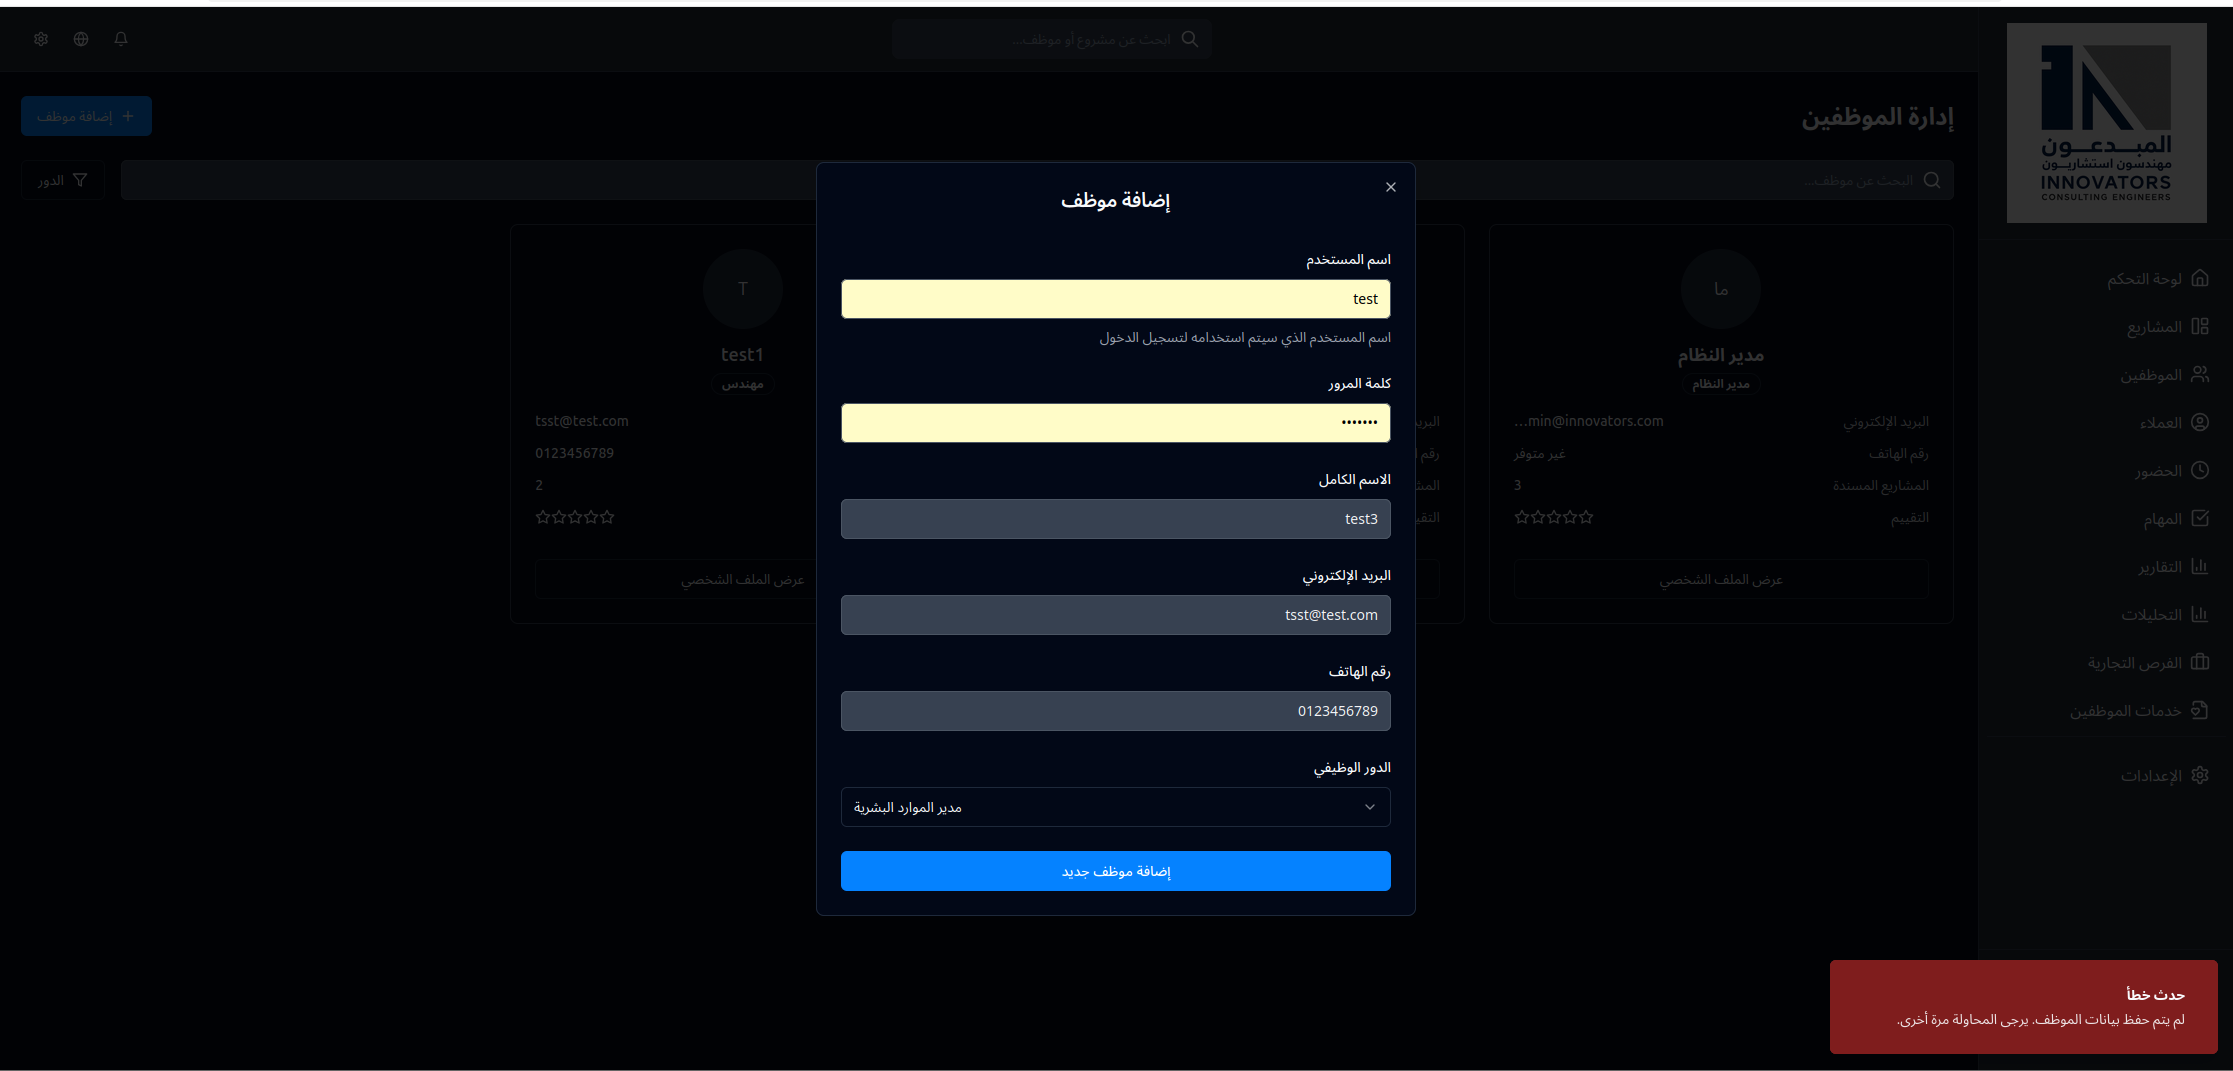 ابحث عن مشروع أو موظف...
المبـدعـون
مهندسون استشاريـون
INNOVATORS
CONSULTING ENGINEERS
لوحة التحكم
المشاريع
الموظفين
العملاء
الحضور
المهام
التقارير
التحليلات
الفرص التجارية
خدمات الموظفين
الإعدادات
إدارة الموظفين
إضافة موظف
البحث عن موظف...
الدور
ما
مدير النظام
مدير النظام
البريد الإلكتروني
...min@innovators.com
رقم الهاتف
غير متوفر
المشاريع المسندة
3
التقييم
عرض الملف الشخصي
T
test1
مهندس
tsst@test.com
0123456789
2
عرض الملف الشخصي
إضافة موظف
اسم المستخدم
test
اسم المستخدم الذي سيتم استخدامه لتسجيل الدخول
كلمة المرور
•••••••
الاسم الكامل
test3
البريد الإلكتروني
tsst@test.com
رقم الهاتف
0123456789
الدور الوظيفي
مدير الموارد البشرية
إضافة موظف جديد
حدث خطأ
لم يتم حفظ بيانات الموظف. يرجى المحاولة مرة أخرى.